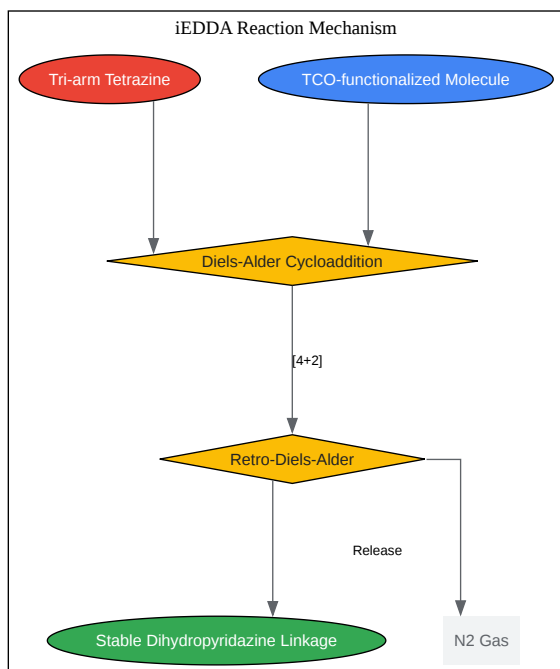 iEDDA Reaction Mechanism
Tri-arm Tetrazine
TCO-functionalized Molecule
Diels-Alder Cycloaddition
[4+2]
Retro-Diels-Alder
Release
Stable Dihydropyridazine Linkage
N2 Gas